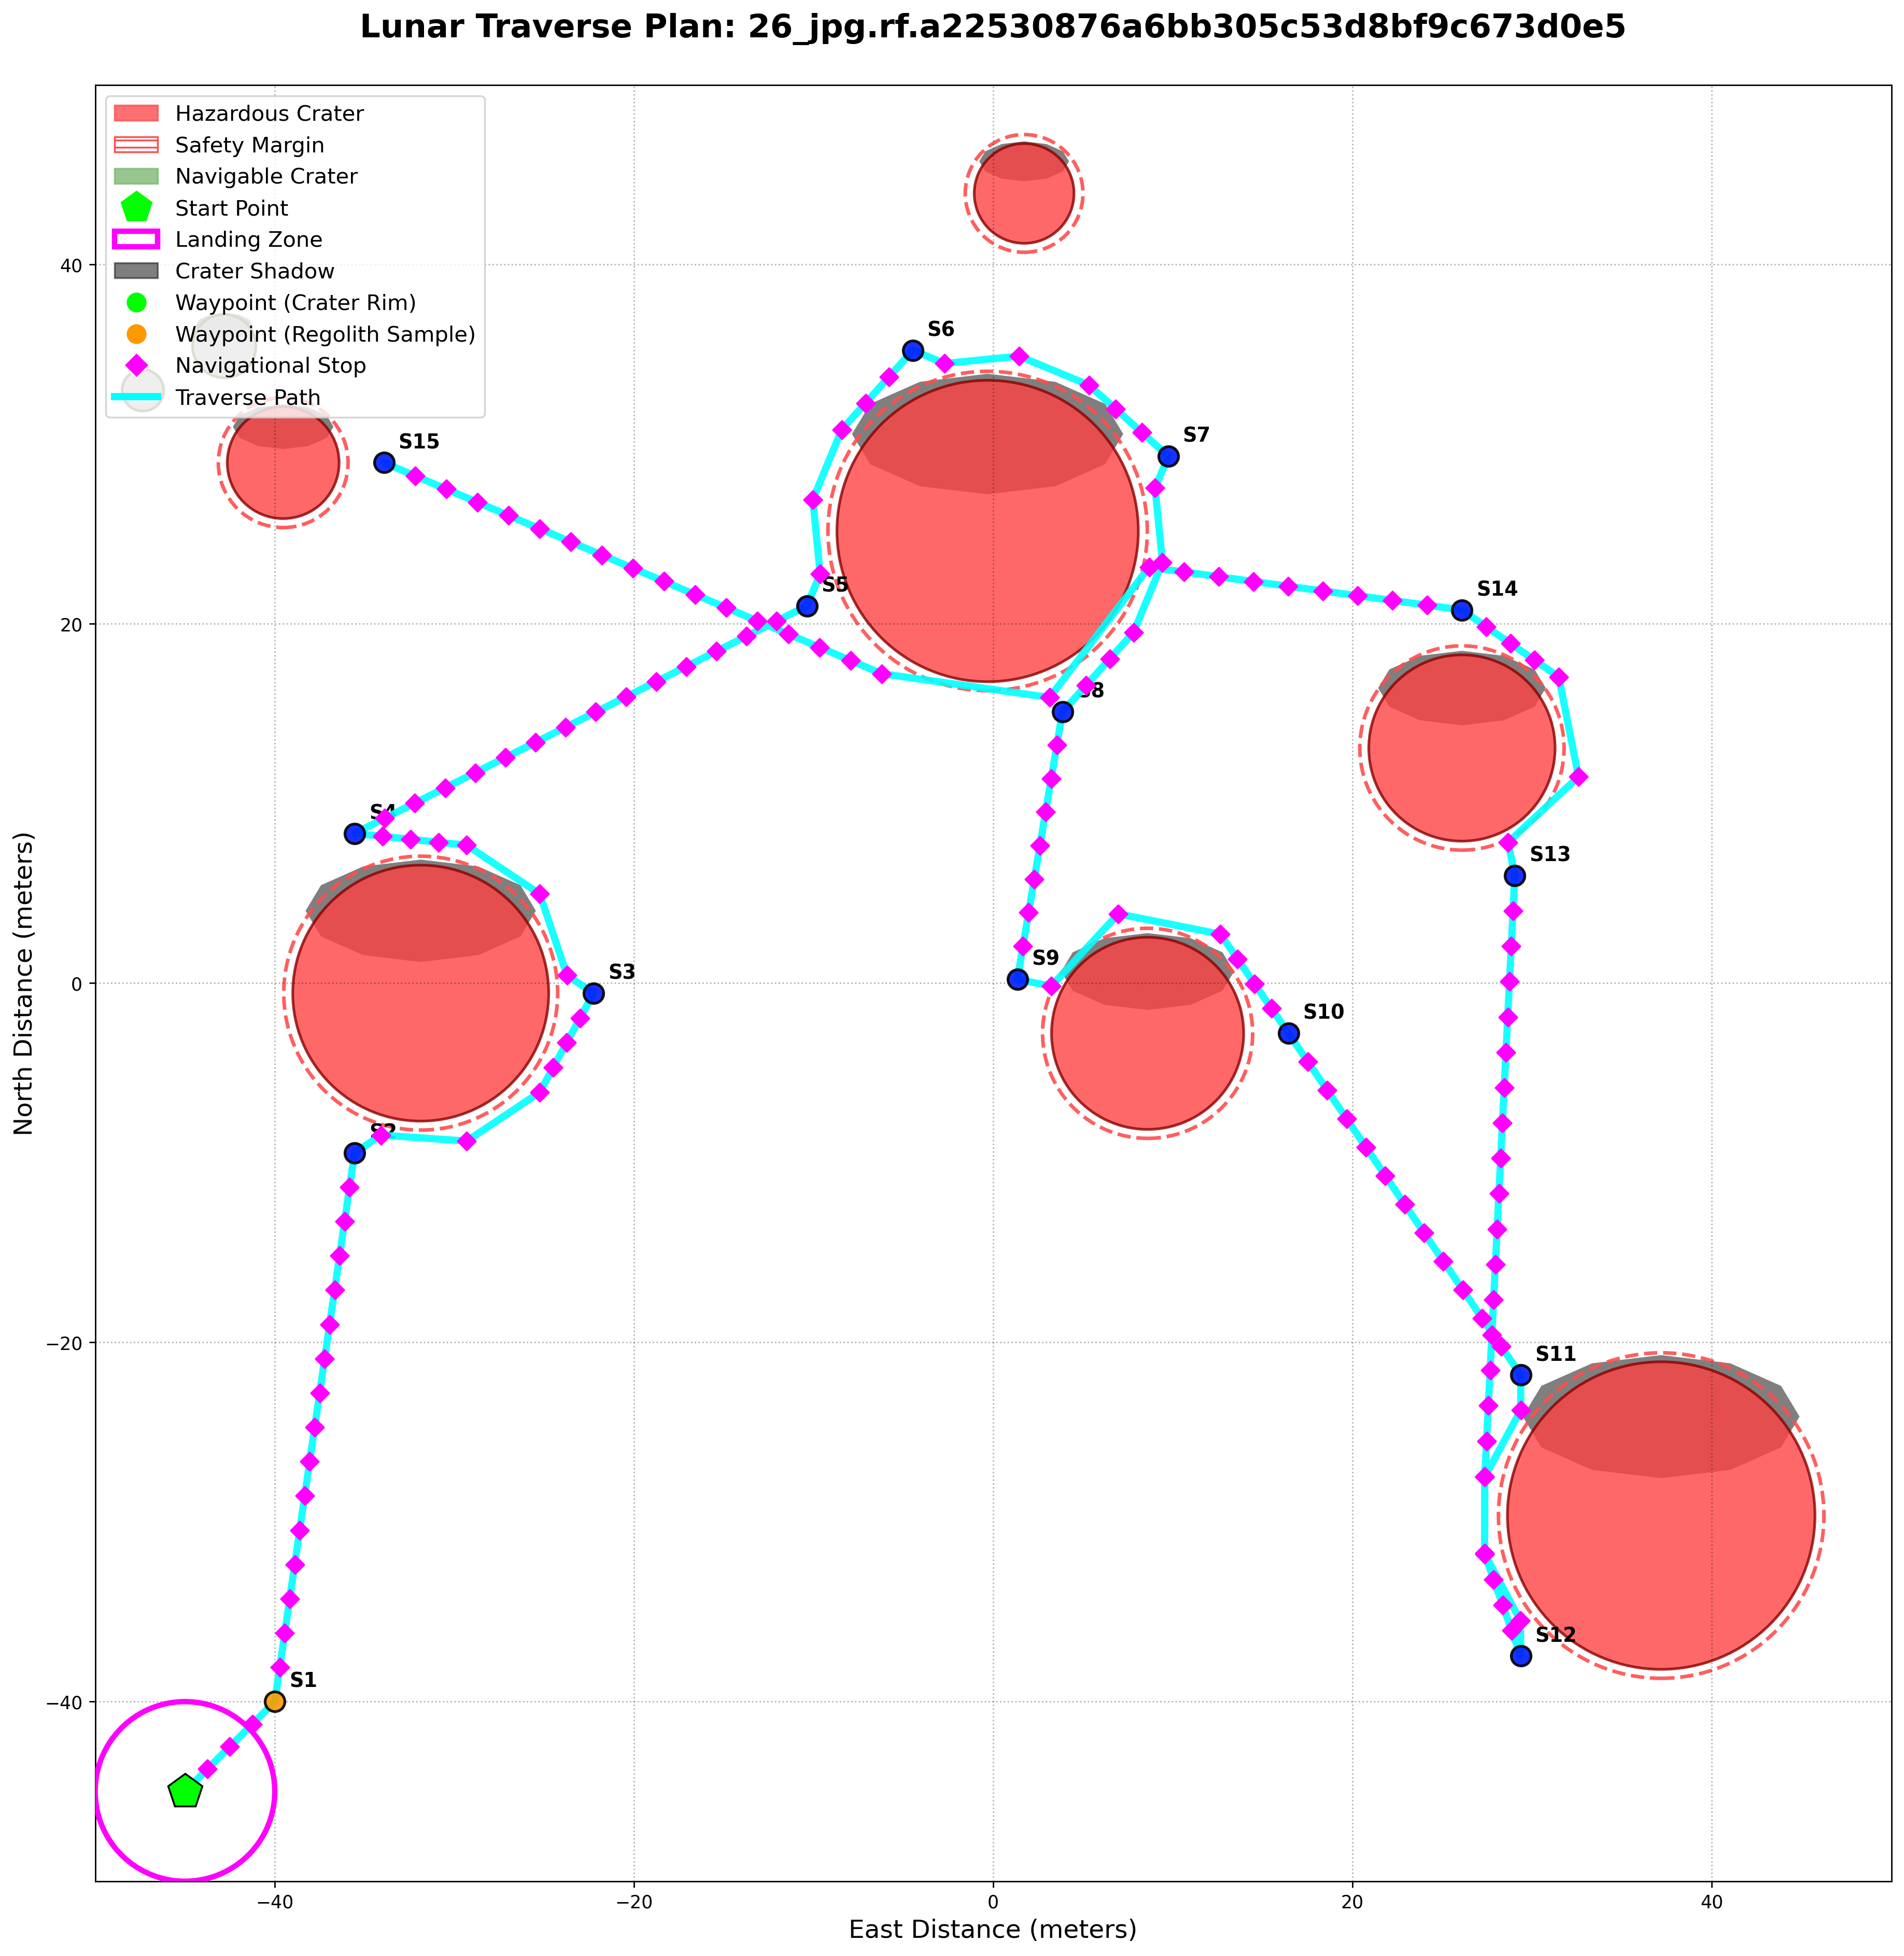 Lunar Traverse Plan: 26_jpg.rf.a22530876a6bb305c53d8bf9c673d0e5
Hazardous Crater
Safety Margin
Navigable Crater
Start Point
Landing Zone
Crater Shadow
Waypoint (Crater Rim)
Waypoint (Regolith Sample)
Navigational Stop
Traverse Path
S6
S7
S15
S5
S14
S8
S4
S13
S3
S9
S10
S2
S11
S12
S1
40
20
0
−20
−40
North Distance (meters)
−40
−20
0
20
40
East Distance (meters)